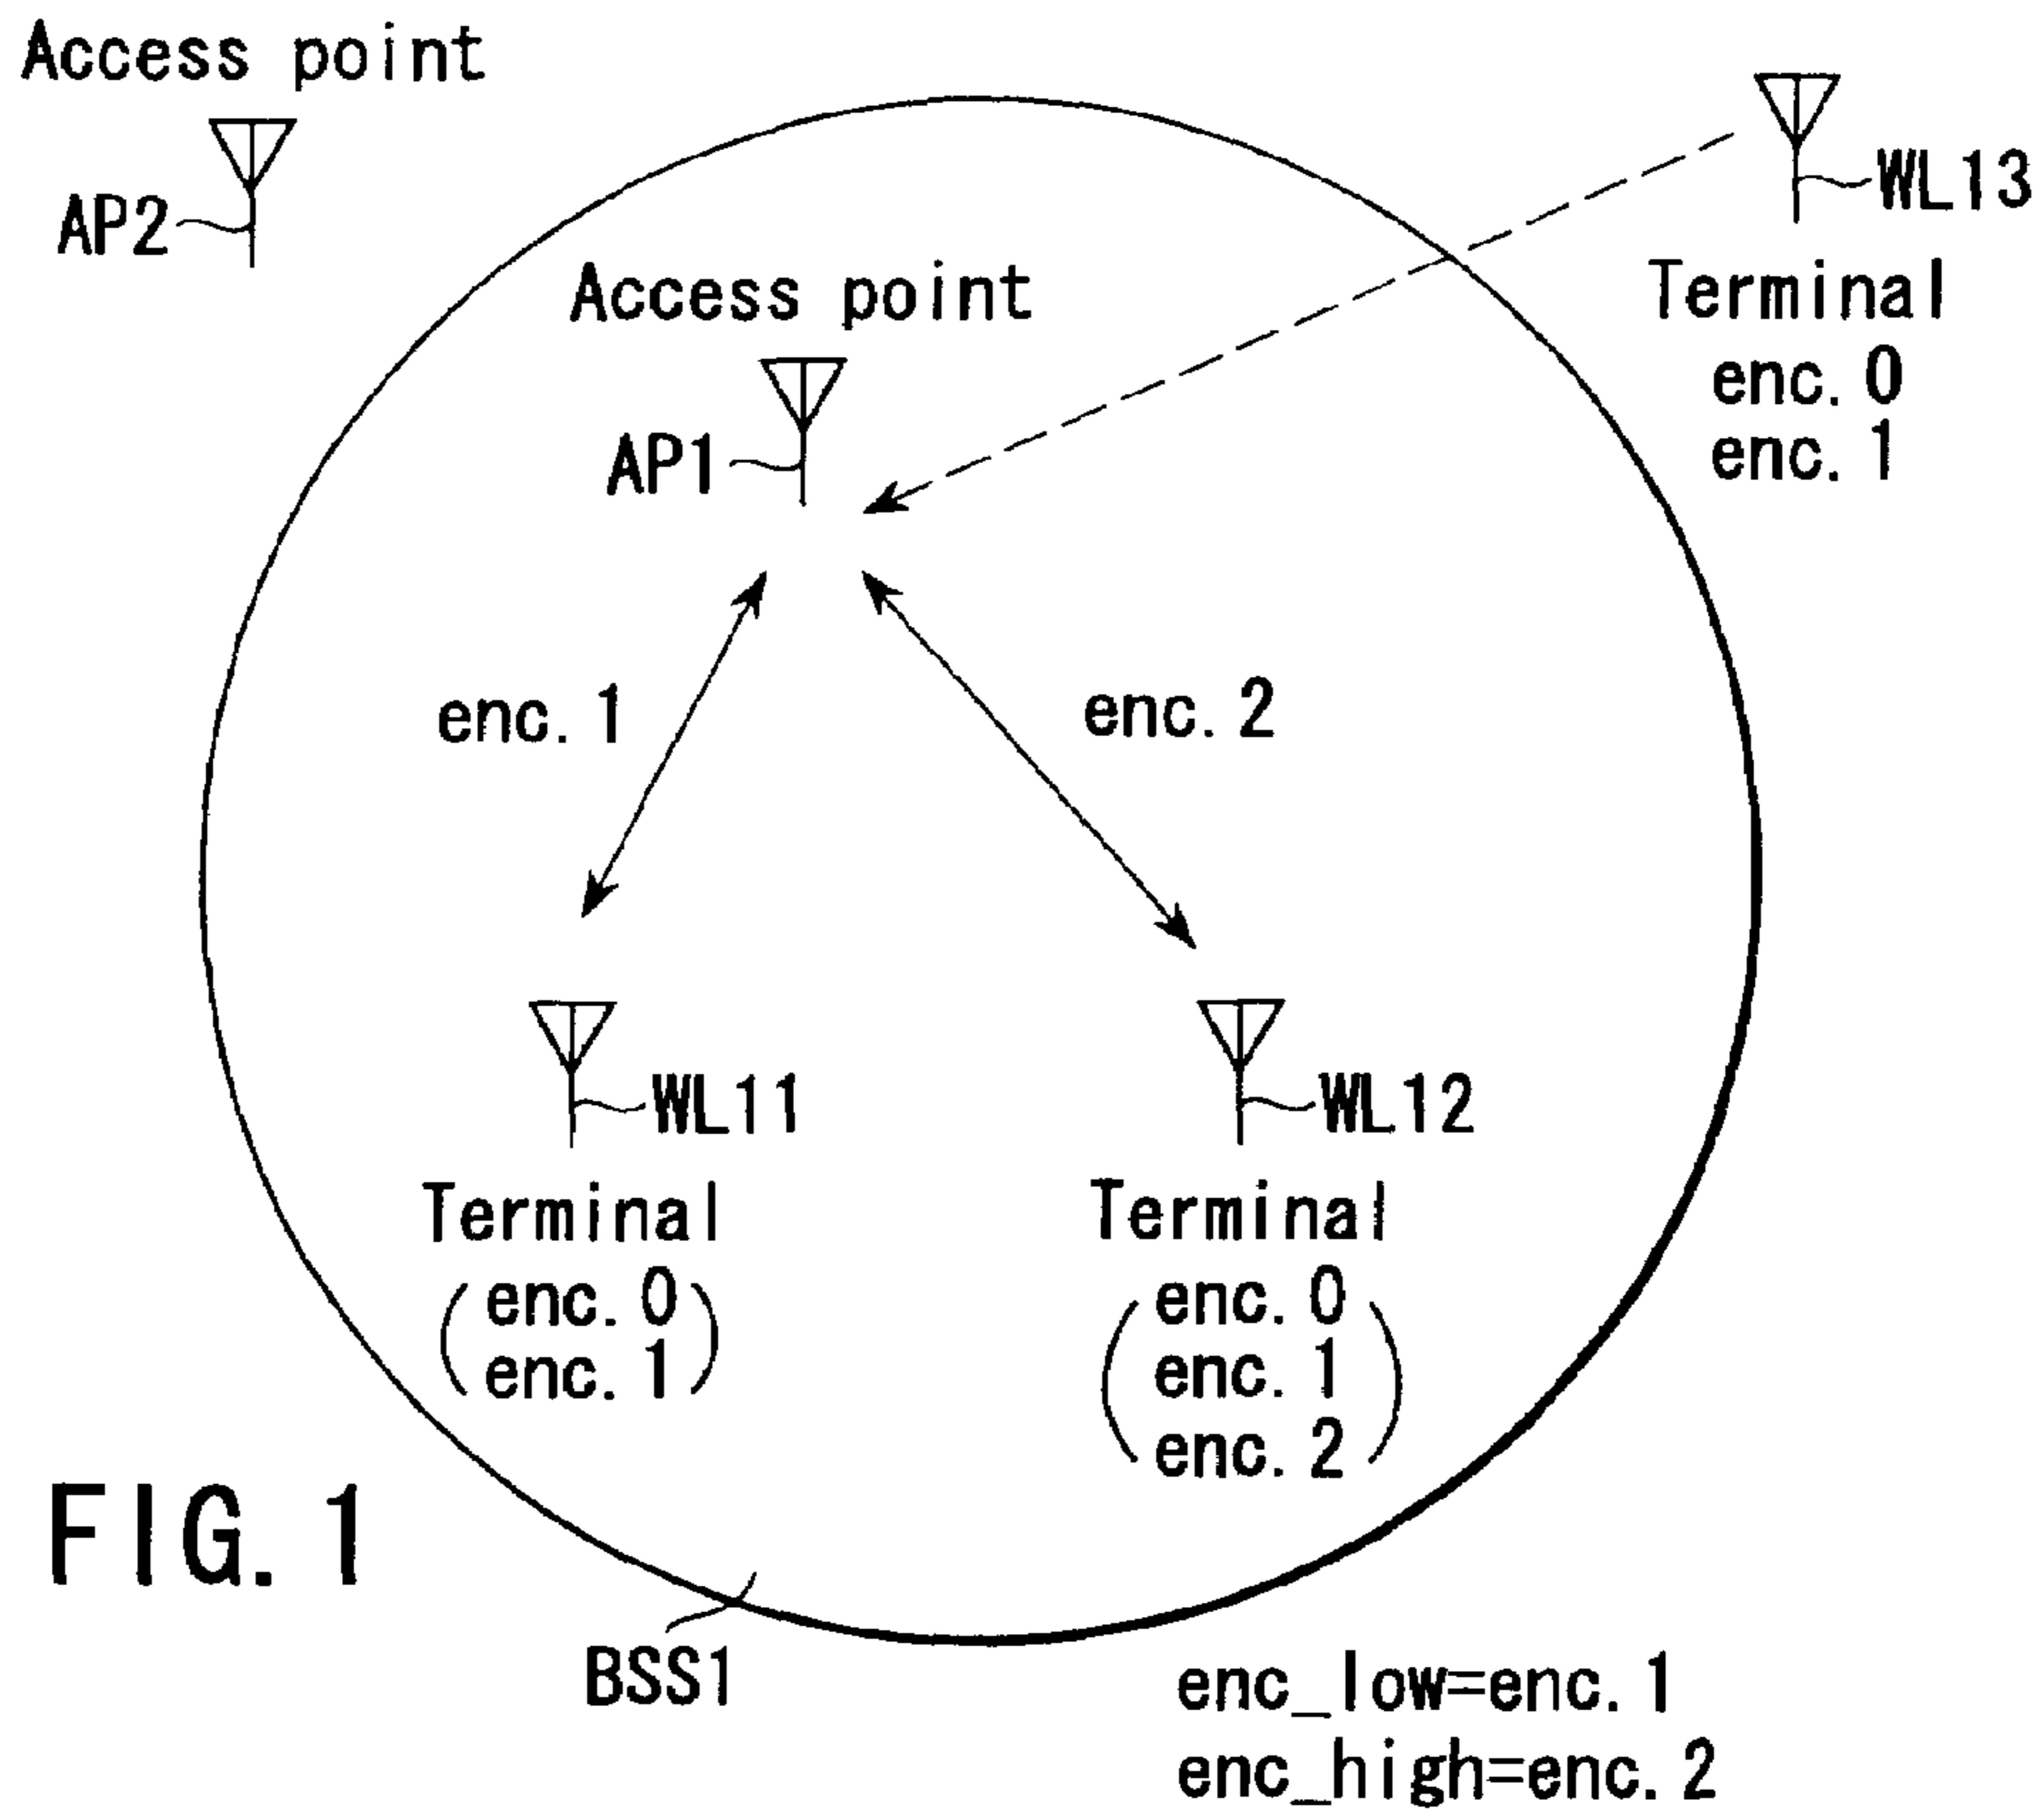 Access point
AP2
WL13
Terminal
enc. 0
enc. 1
Access point
AP1
enc. 1
enc. 2
WL11
Terminal
(enc. 0
enc. 1)
WL12
Terminal
(enc. 0
enc. 1
enc. 2)
FIG. 1
BSS1
enc_low=enc. 1
enc_high=enc. 2